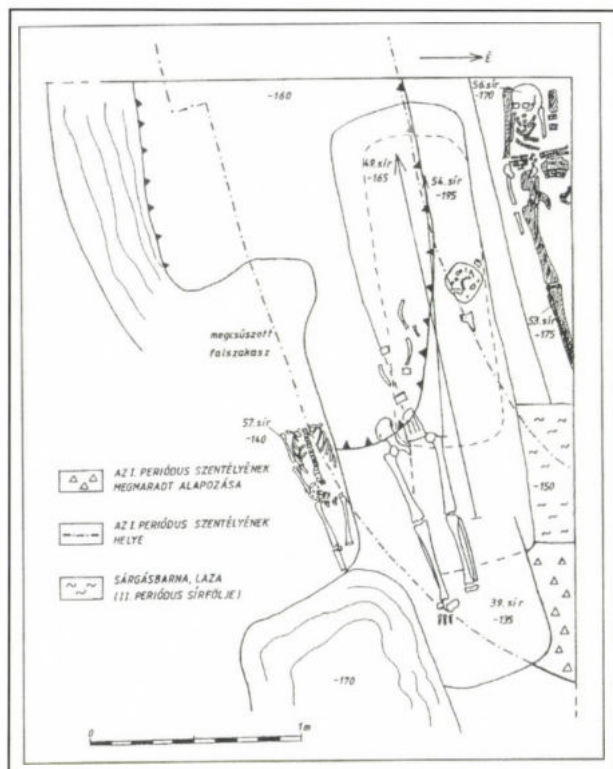 É
-160
56.sír
-170
49.sír
-165
54.sír
-195
53.sír
-175
megcsúszott
falszakasz
57.sír
-140
-150
39.sír
-135
-170
AZ I. PERIÓDUS SZENTÉLYÉNEK
MEGMARADT ALAPOZÁSA
AZ I. PERIÓDUS SZENTÉLYÉNEK
HELYE
SÁRGÁSBARNA, LAZA
(II. PERIÓDUS SÍRFÖLJE)
0
1m